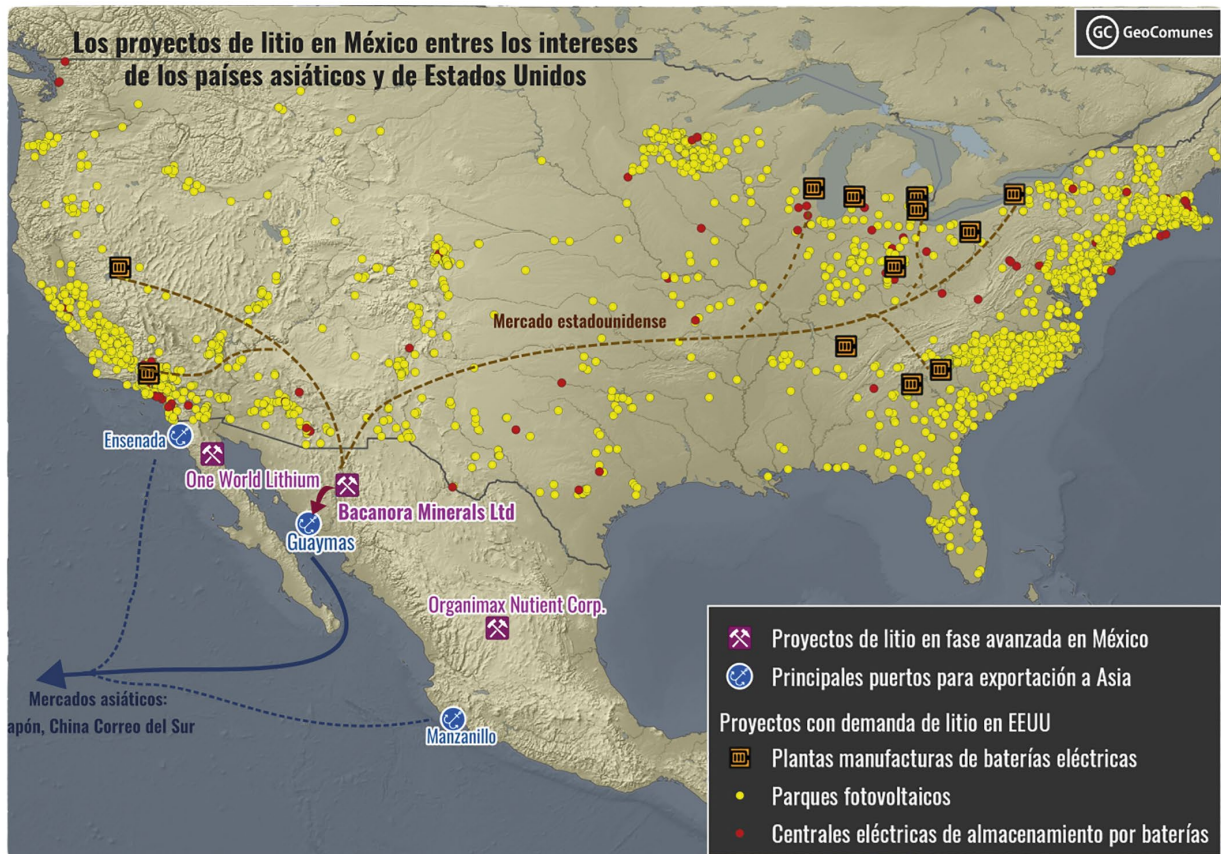 Los proyectos de litio en México entres los intereses
de los países asiáticos y de Estados Unidos
GC GeoComunes
Mercado estadounidense
Ensenada
One World Lithium
Bacanora Minerals Ltd
Guaymas
Organimax Nutient Corp.
Mercados asiáticos:
apón, China Correo del Sur
Manzanillo
Proyectos de litio en fase avanzada en México
Principales puertos para exportación a Asia
Proyectos con demanda de litio en EEUU
Plantas manufacturas de baterías eléctricas
Parques fotovoltaicos
Centrales eléctricas de almacenamiento por baterías